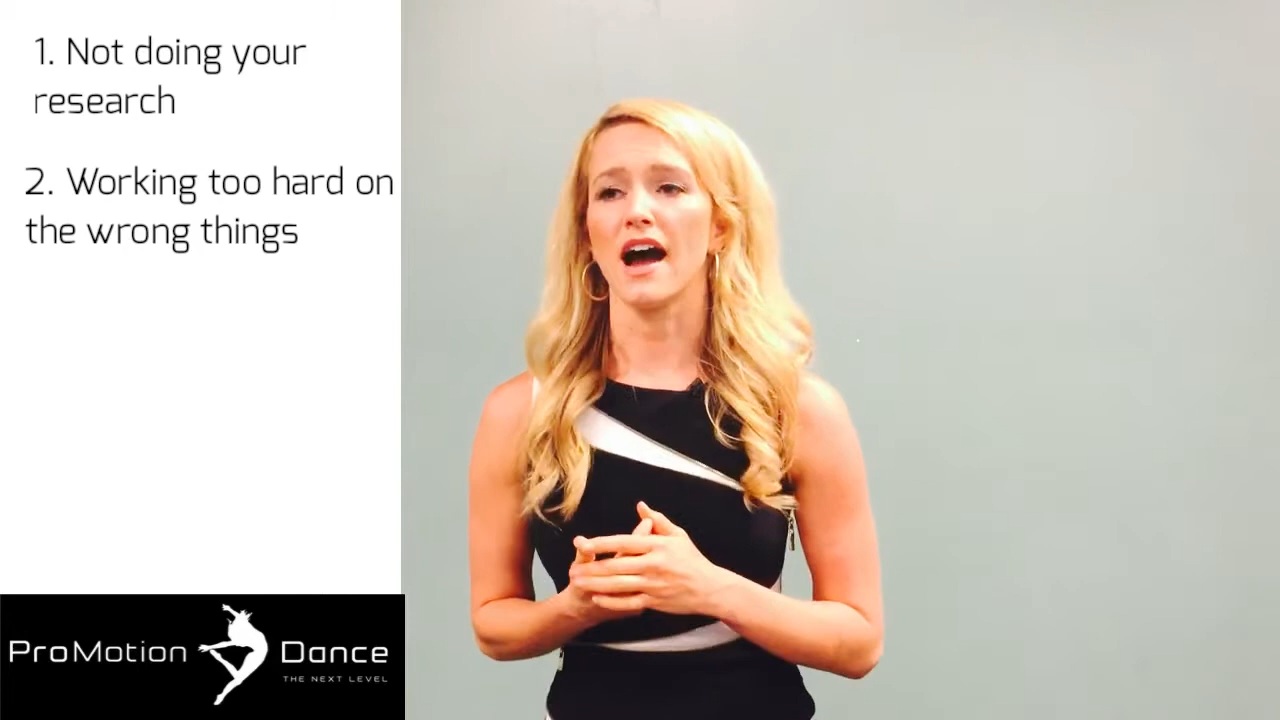 1. Not doing your
research
2. Working too hard on
the wrong things
ProMotion Dance
THE NEXT LEVEL